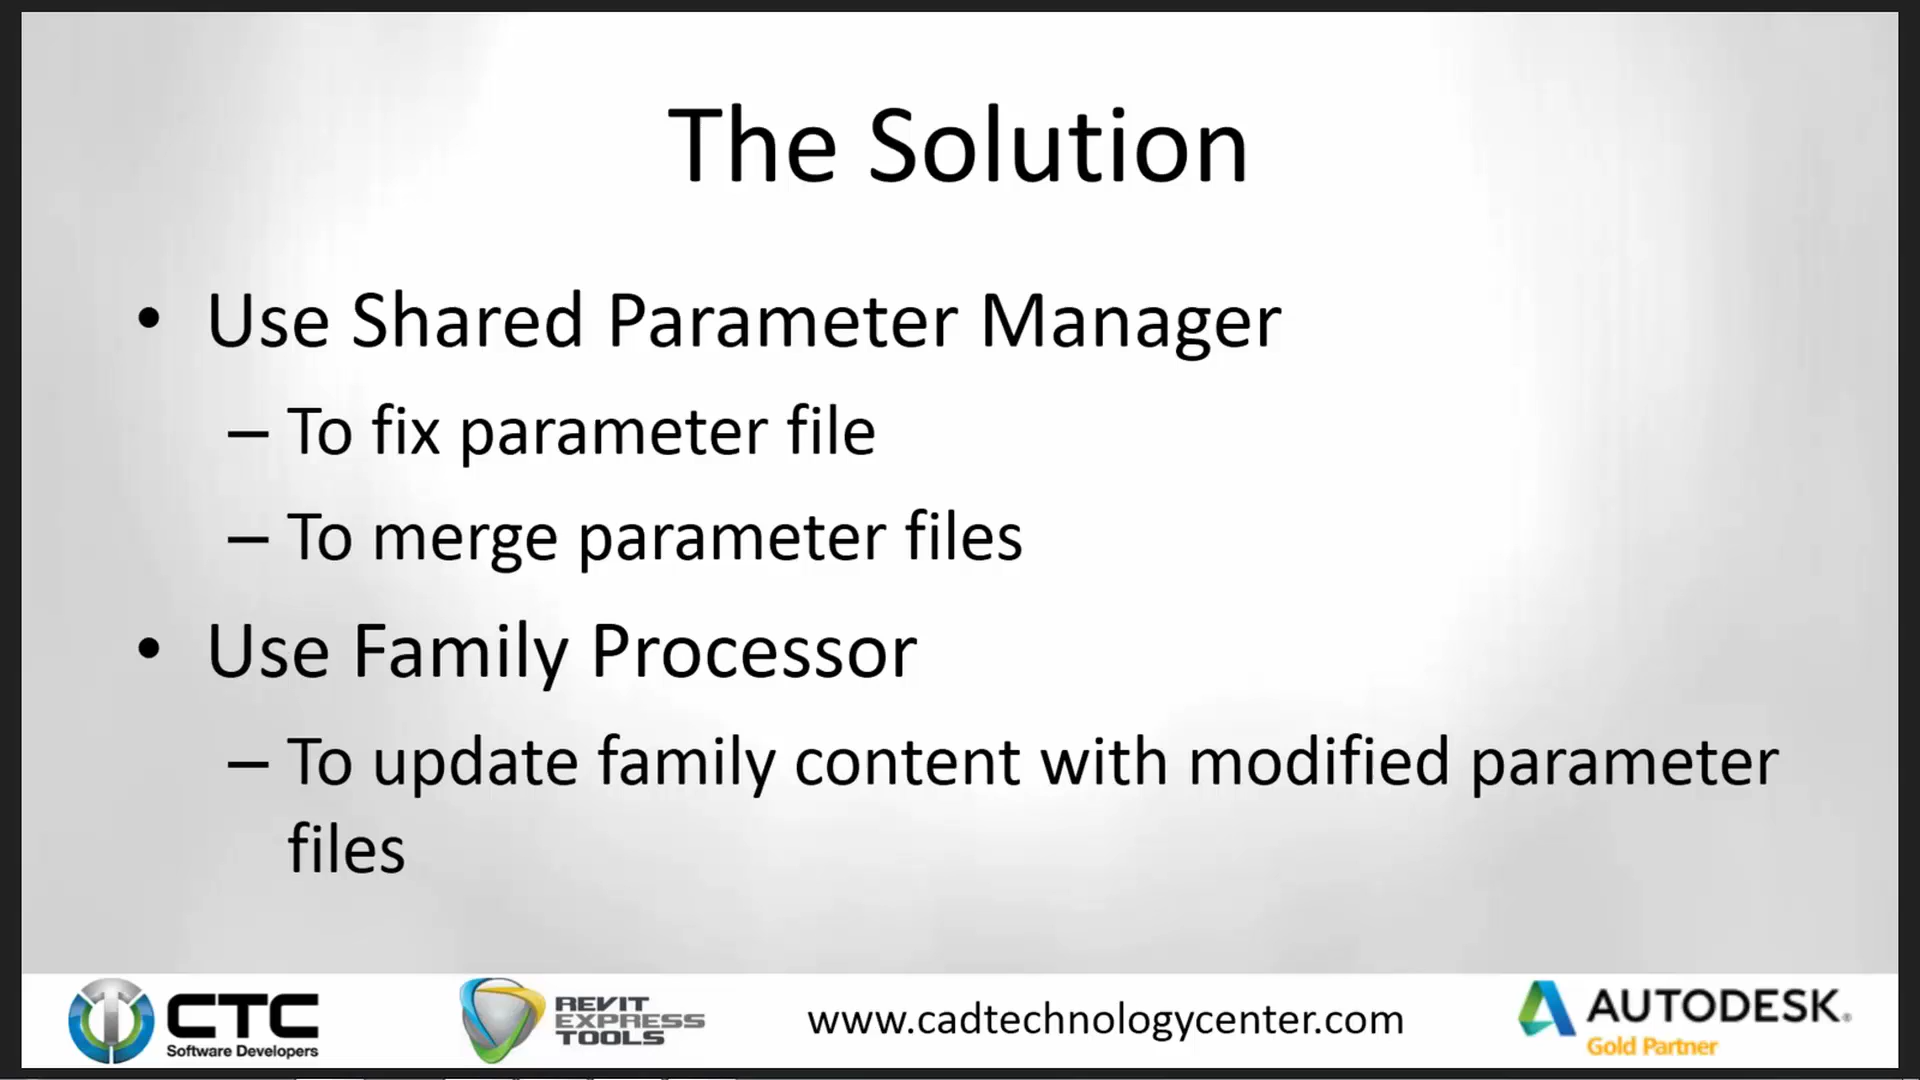 The Solution
• Use Shared Parameter Manager
– To fix parameter file
– To merge parameter files
• Use Family Processor
– To update family content with modified parameter
files
CTC
Software Developers
REVIT
EXPRESS
TOOLS
www.cadtechnologycenter.com
AUTODESK®
Gold Partner